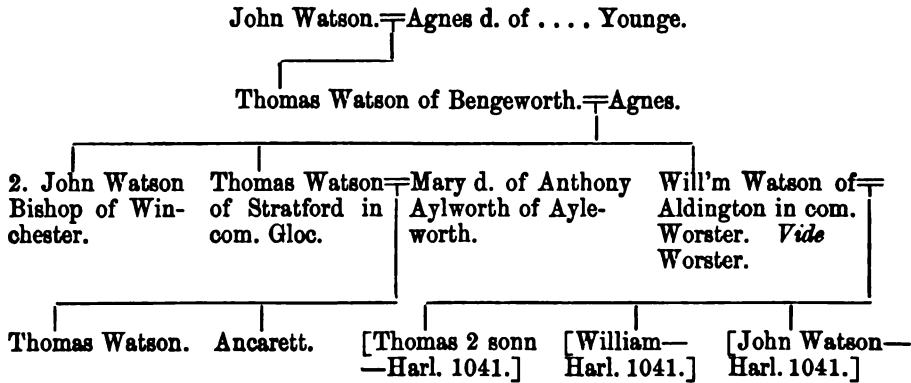 John Watson.=Agnes d. of .... Younge.
Thomas Watson of Bengeworth.=Agnes.
2. John Watson
Bishop of Win-
chester.
Thomas Watson=Mary d. of Anthony
of Stratford in Aylworth of Ayle-
com. Gloc. worth.
Will'm Watson of=
Aldington in com.
Worster. Vide
Worster.
Thomas Watson. Ancarett.
[Thomas 2 sonn
—Harl. 1041.]
[William—
Harl. 1041.]
[John Watson—
Harl. 1041.]